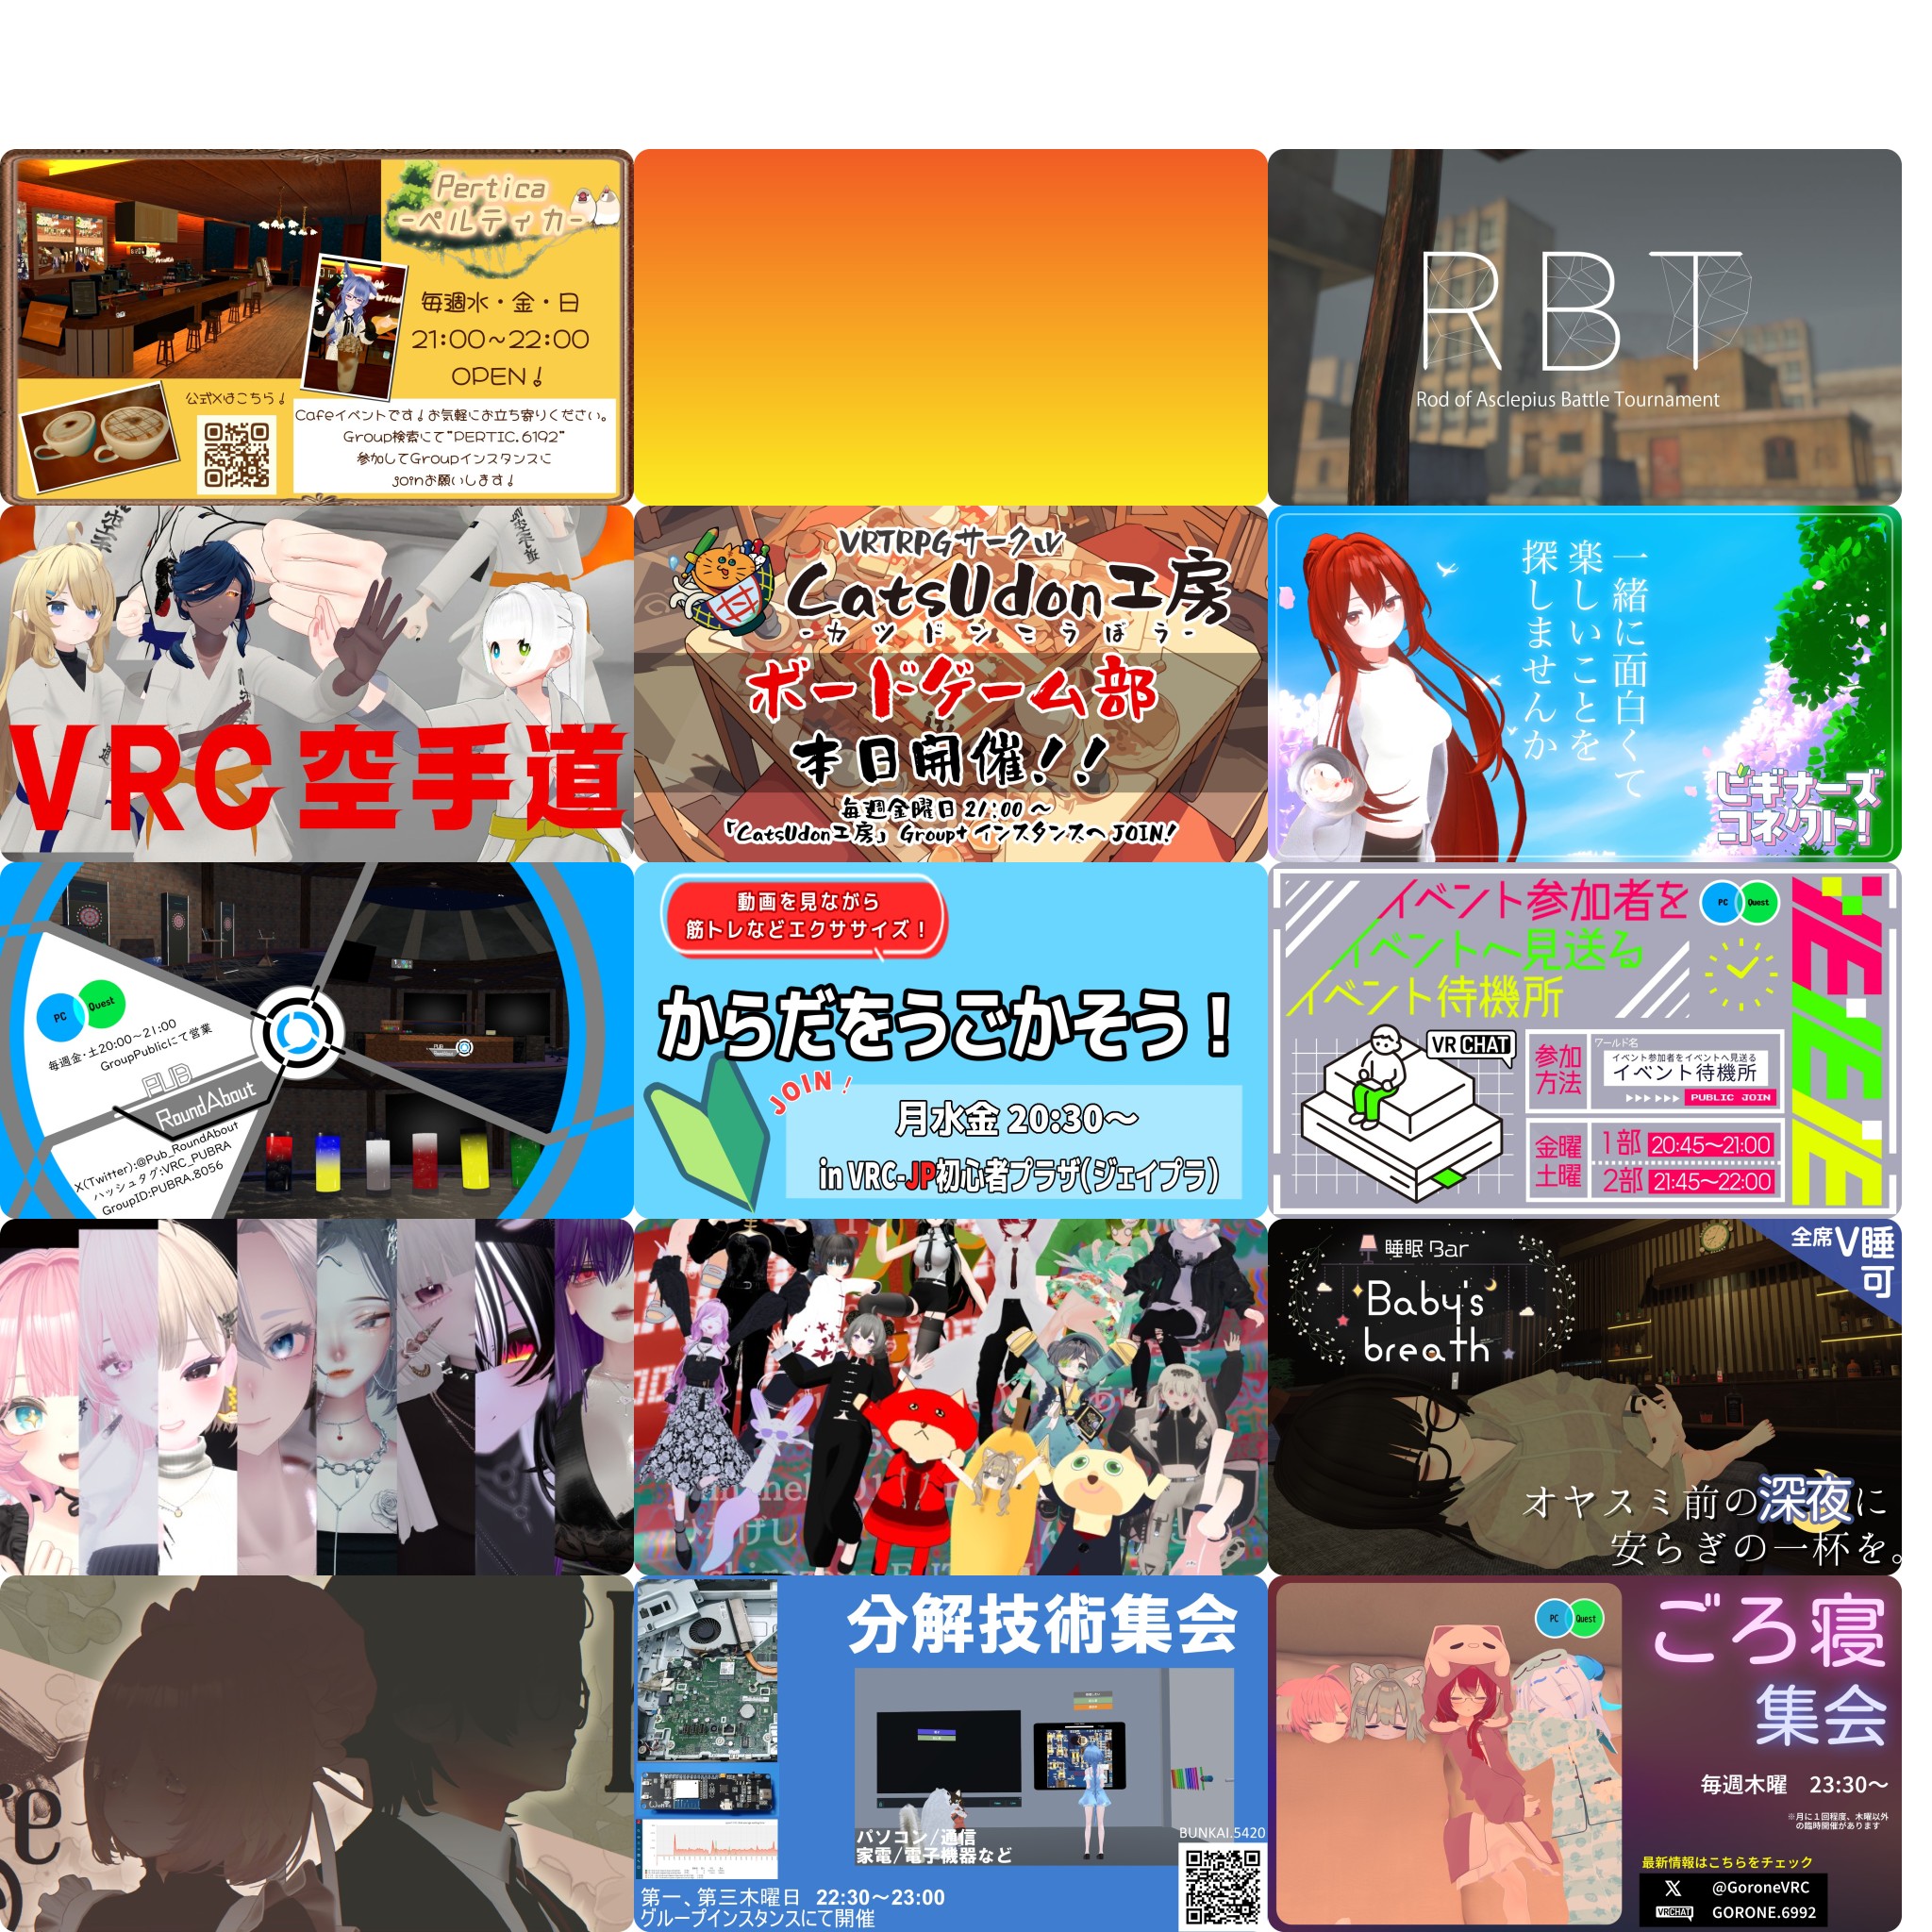 Pertica
-ペルティカ-
毎週水・金・日
21:00~22:00
OPEN!
公式Xはこちら!
Cafeイベントです!お気軽にお立ち寄りください。
Group検索にて"PERTIC.6192"
参加してGroupインスタンスに
joinお願いします!
RBT
Rod of Asclepius Battle Tournament
VRC空手道
VRTRPGサークル
CatsUdon工房
-カツドンこうぼう-
ボードゲーム部
本日開催!!
毎週金曜日 21:00 ~
「CatsUdon工房」 Group+ インスタンスへ JOIN!
一緒に面白くて
楽しいことを
探しませんか
ビギナーズ
コネクト!
PC Quest
毎週金・土20:00~21:00
GroupPublicにて営業
PUB
RoundAbout
X(Twitter):@Pub_RoundAbout
ハッシュタグ:VRC_PUBRA
GroupID:PUBRA.8056
動画を見ながら
筋トレなどエクササイズ!
からだをうごかそう!
JOIN!
月水金 20:30~
in VRC-JP初心者プラザ(ジェイプラ)
イベント参加者を
イベントへ見送る
イベント待機所
PC Quest
VRCHAT
参加方法
ワールド名
イベント参加者をイベントへ見送る
イベント待機所
PUBLIC JOIN
金曜
土曜
1部 20:45~21:00
2部 21:45~22:00
睡眠 Bar
Baby's
breath
全席V睡可
オヤスミ前の深夜に
安らぎの一杯を。
分解技術集会
パソコン/通信
家電/電子機器など
BUNKAI.5420
第一、第三木曜日 22:30~23:00
グループインスタンスにて開催
PC Quest
ごろ寝
集会
毎週木曜 23:30~
※月に1回程度、木曜以外
の臨時開催があります
最新情報はこちらをチェック
X @GoroneVRC
VRCHAT GORONE.6992